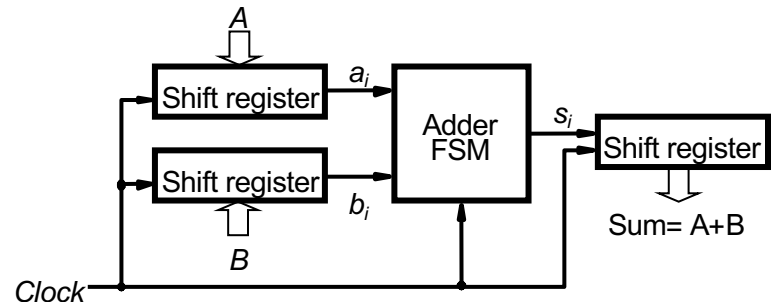 A
Shift register
a_i
Adder
FSM
s_i
Shift register
Shift register
b_i
B
Sum= A+B
Clock